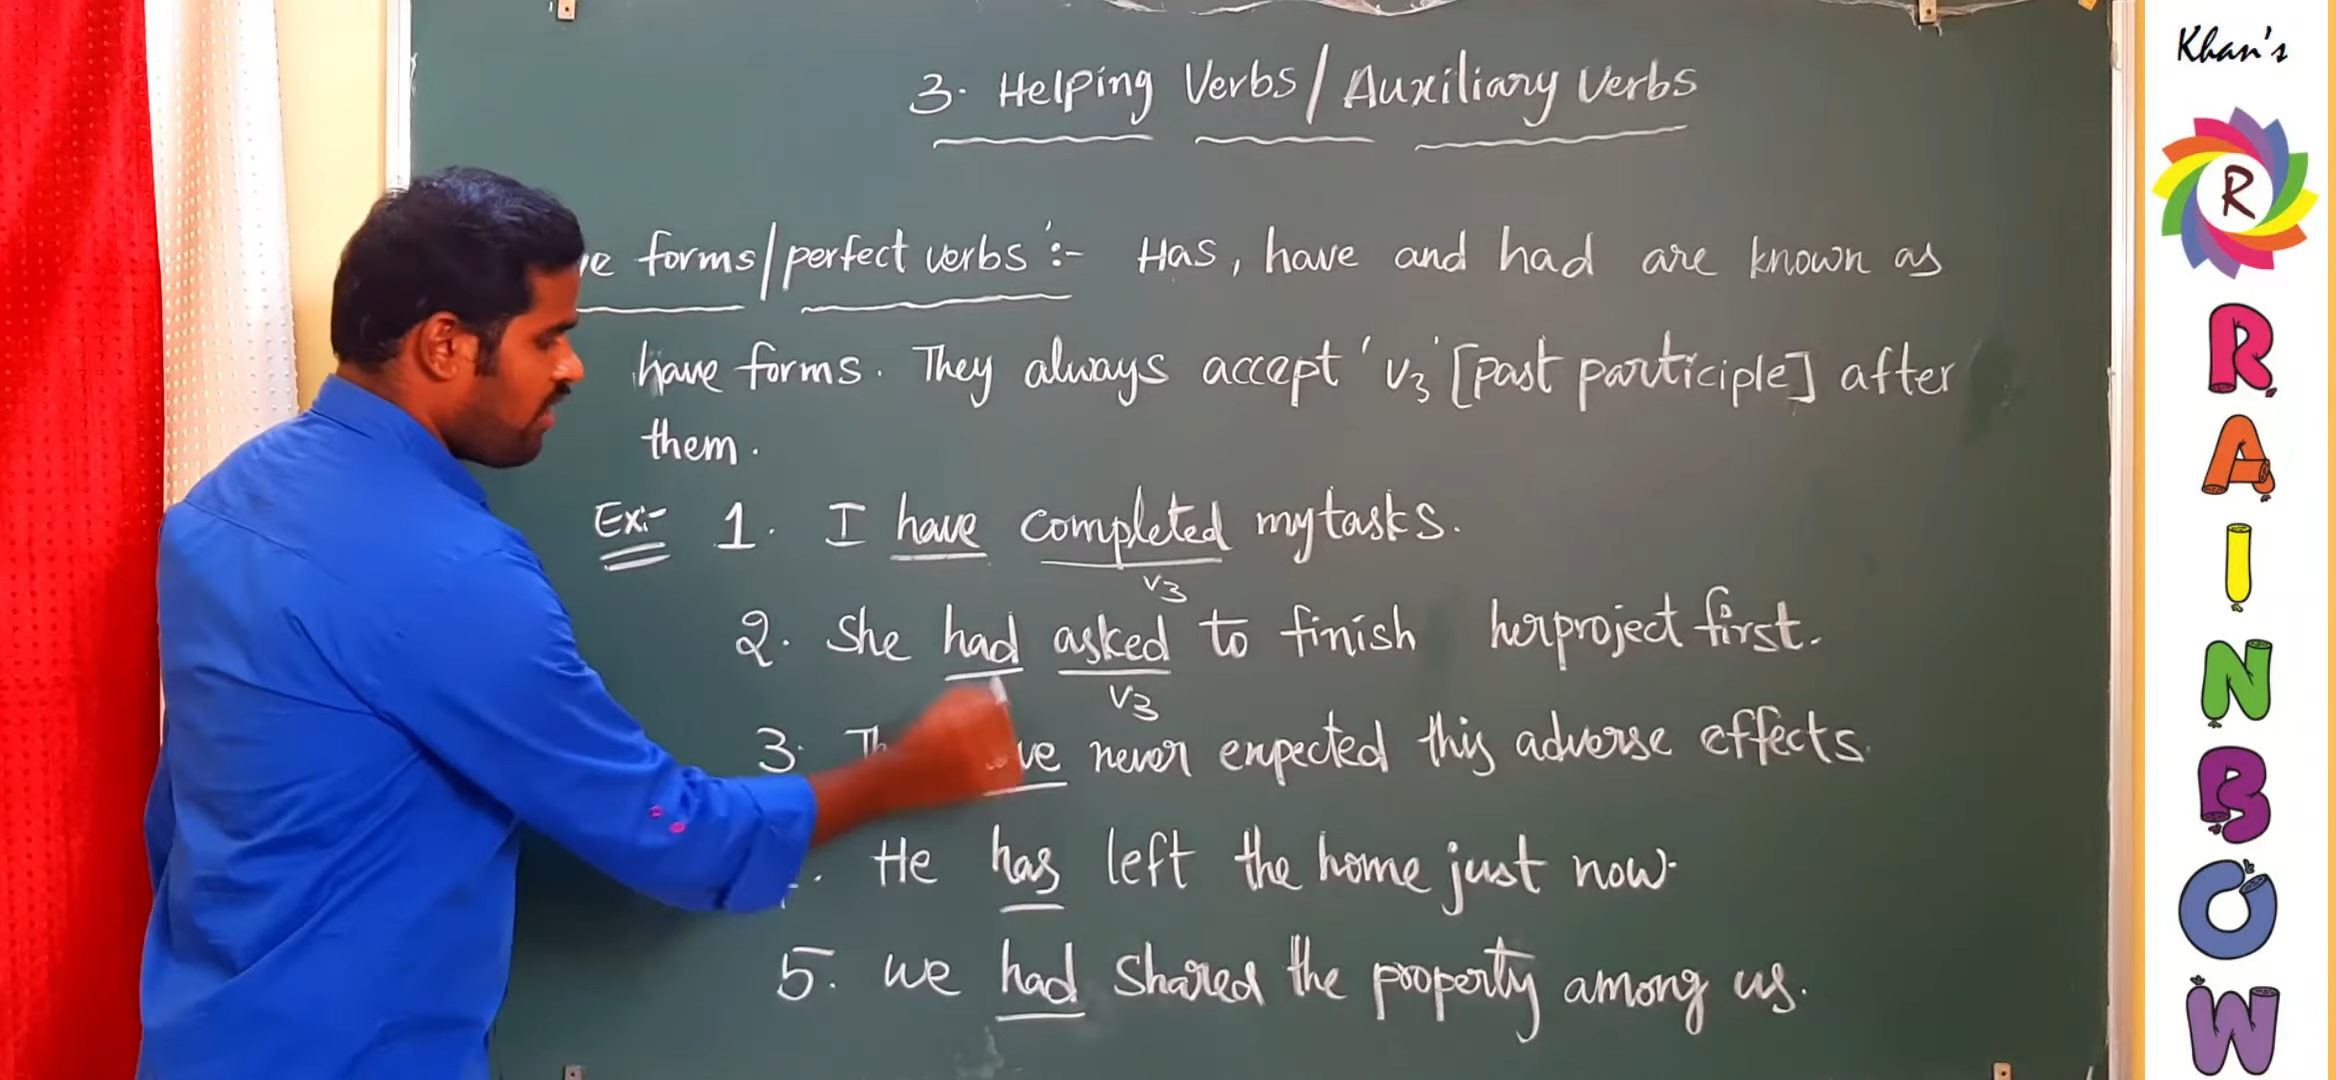 3. Helping Verbs / Auxiliary Verbs
forms / perfect verbs':- Has, have and had are known as
have forms. They always accept 'V3' [past participle] after
them.
Ex:- 1. I have completed my tasks.
V3
2. She had asked to finish her project first.
V3
3. never expected this adverse effects.
He has left the home just now.
5. we had shared the property among us.
Khan's
R
RAINBOW